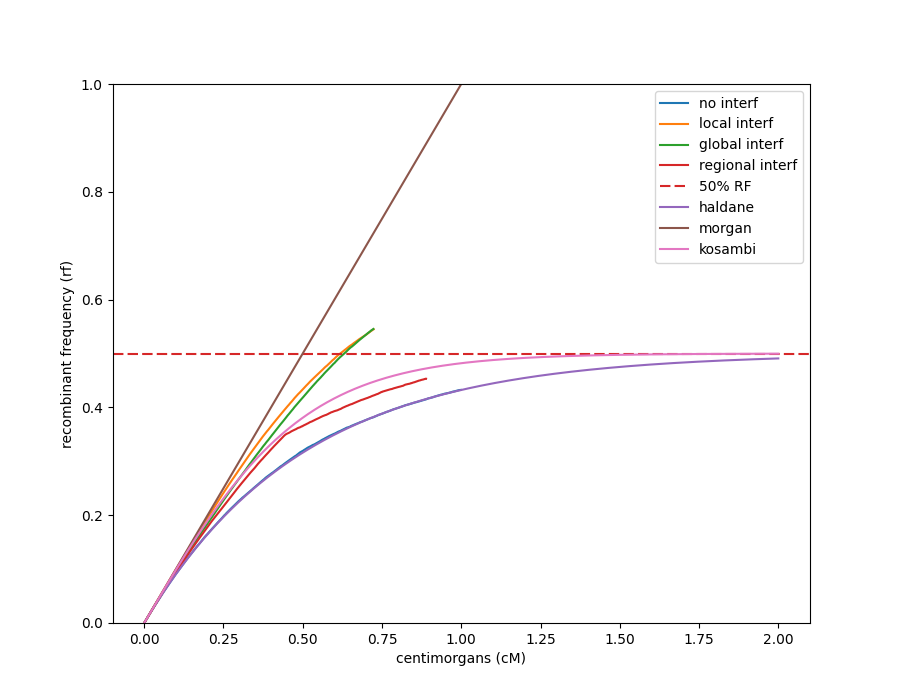 1.0
0.8
0.6
0.4
0.2
0.0
recombinant frequency (rf)
no interf
local interf
global interf
regional interf
50% RF
haldane
morgan
kosambi
0.00 0.25 0.50 0.75 1.00 1.25 1.50 1.75 2.00
centimorgans (cM)